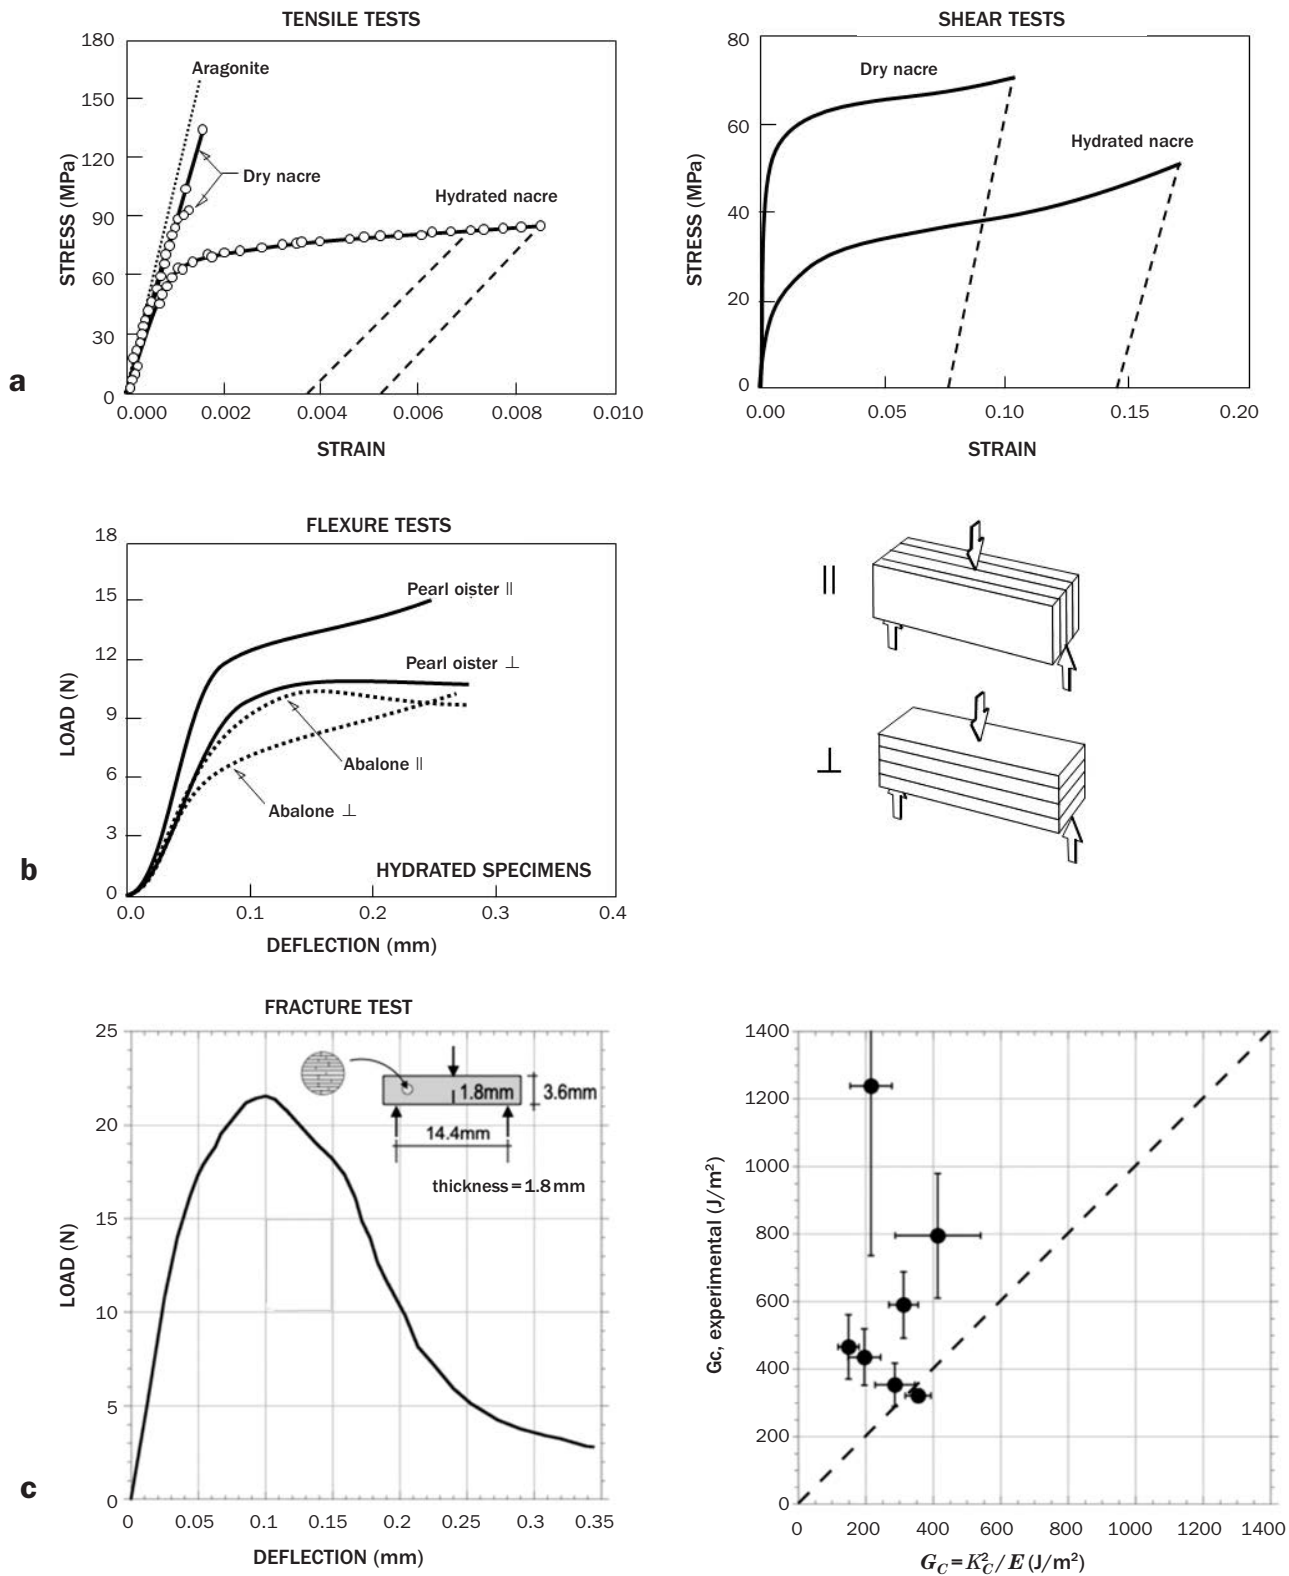 TENSILE TESTS
180
150
120
90
60
30
0
STRESS (MPa)
Aragonite
Dry nacre
Hydrated nacre
0.000 0.002 0.004 0.006 0.008 0.010
STRAIN
a
SHEAR TESTS
80
60
40
20
0
STRESS (MPa)
Dry nacre
Hydrated nacre
0.00 0.05 0.10 0.15 0.20
STRAIN
FLEXURE TESTS
18
15
12
9
6
3
0
LOAD (N)
Pearl oister ||
Pearl oister ⊥
Abalone ||
Abalone ⊥
HYDRATED SPECIMENS
0.0 0.1 0.2 0.3 0.4
DEFLECTION (mm)
b
||
⊥
FRACTURE TEST
25
20
15
10
5
0
LOAD (N)
1.8mm
3.6mm
14.4mm
thickness=1.8mm
0 0.05 0.1 0.15 0.2 0.25 0.3 0.35
DEFLECTION (mm)
c
1400
1200
1000
800
600
400
200
0
Gc, experimental (J/m²)
0 200 400 600 800 1000 1200 1400
G_C=K_C²/E (J/m²)